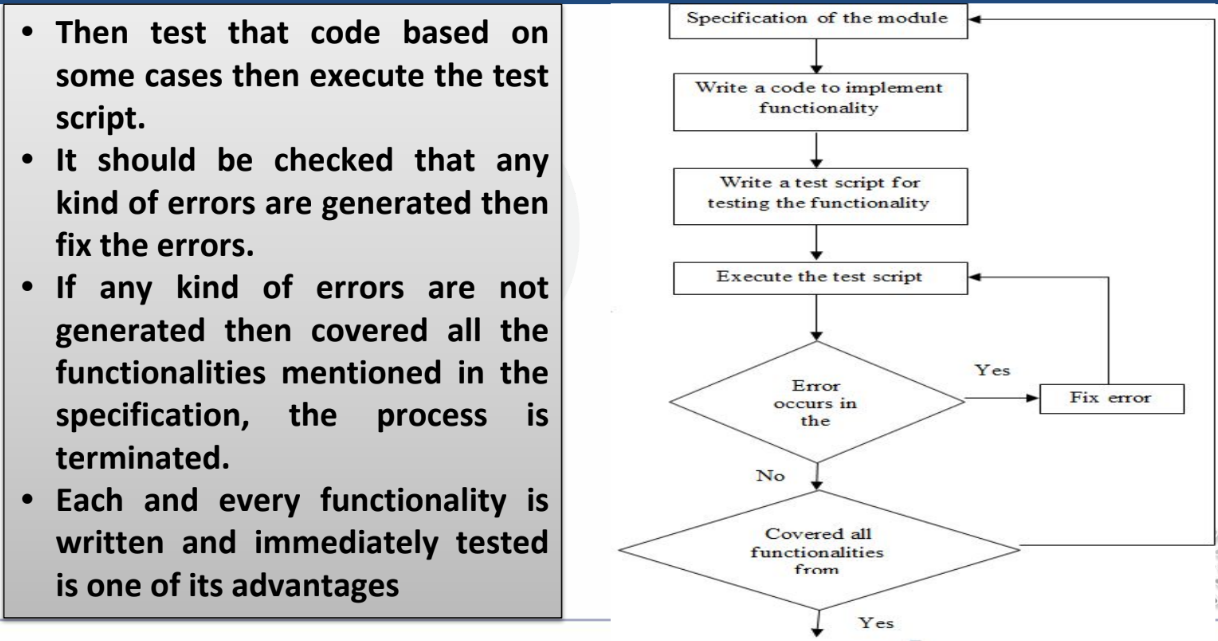 • Then test that code based on
some cases then execute the test
script.
• It should be checked that any
kind of errors are generated then
fix the errors.
• If any kind of errors are not
generated then covered all the
functionalities mentioned in the
specification, the process is
terminated.
• Each and every functionality is
written and immediately tested
is one of its advantages
Specification of the module
Write a code to implement
functionality
Write a test script for
testing the functionality
Execute the test script
Error
occurs in
the
Yes
Fix error
No
Covered all
functionalities
from
Yes